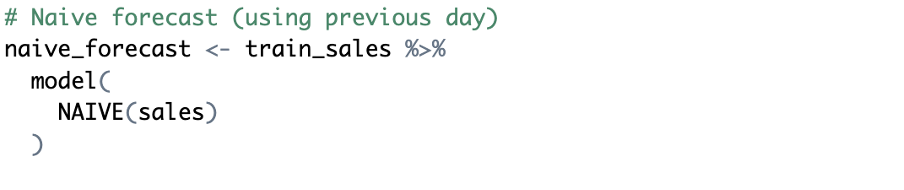 # Naive forecast (using previous day)
naive_forecast <- train_sales %>%
  model(
    NAIVE(sales)
  )